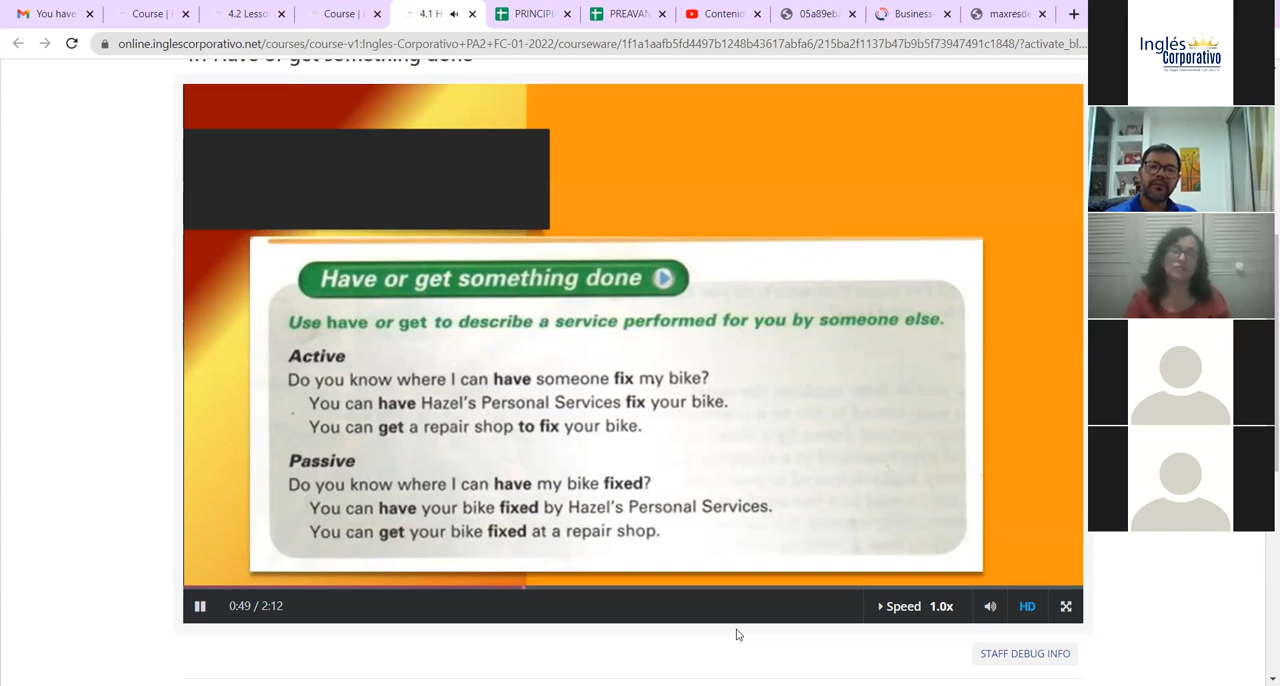 You have
Course |
4.2 Lesso
Course |
4.1 H
PRINCIPI
PREAVAN
Contenid
05a89eb
Business-
maxresde
online.inglescorporativo.net/courses/course-v1:Ingles-Corporativo+PA2+FC-01-2022/courseware/1f1a1aafb5fd4497b1248b43617abfa6/215ba2f1137b47b9b5f73947491c1848/?activate_bl...
Have or get something done
Inglés
Corporativo
Have or get something done
Use have or get to describe a service performed for you by someone else.
Active
Do you know where I can have someone fix my bike?
You can have Hazel's Personal Services fix your bike.
You can get a repair shop to fix your bike.
Passive
Do you know where I can have my bike fixed?
You can have your bike fixed by Hazel's Personal Services.
You can get your bike fixed at a repair shop.
0:49 / 2:12
Speed 1.0x
HD
STAFF DEBUG INFO